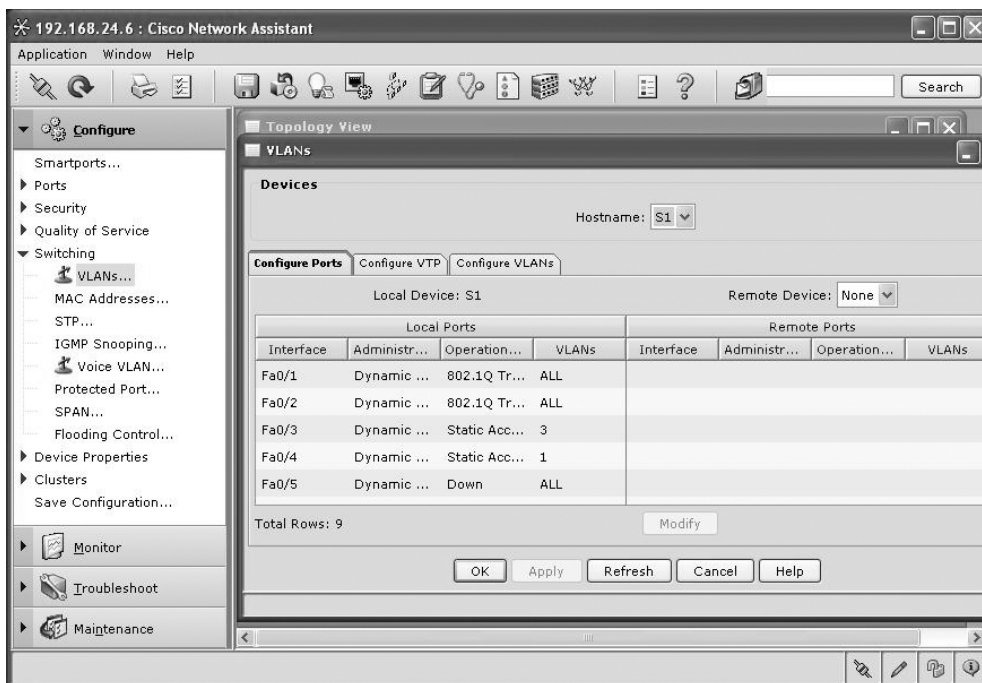 192.168.24.6 : Cisco Network Assistant
Application Window Help
Search
Configure
Smartports...
Ports
Security
Quality of Service
Switching
VLANs...
MAC Addresses...
STP...
IGMP Snooping...
Voice VLAN...
Protected Port...
SPAN...
Flooding Control...
Device Properties
Clusters
Save Configuration...
Monitor
Troubleshoot
Maintenance
Topology View
VLANs
Devices
Hostname: S1
Configure Ports Configure VTP Configure VLANs
Local Device: S1 Remote Device: None
Local Ports Remote Ports
Interface Administr... Operation... VLANs Interface Administr... Operation... VLANs
Fa0/1 Dynamic ... 802.1Q Tr... ALL
Fa0/2 Dynamic ... 802.1Q Tr... ALL
Fa0/3 Dynamic ... Static Acc... 3
Fa0/4 Dynamic ... Static Acc... 1
Fa0/5 Dynamic ... Down ALL
Total Rows: 9 Modify
OK Apply Refresh Cancel Help